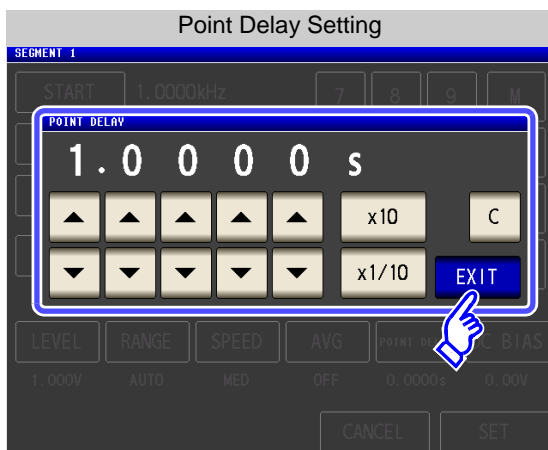 Point Delay Setting
SEGMENT 1
START 1.0000kHz 7 8 9 M
POINT DELAY
1.0000 s
x10 C
x1/10 EXIT
LEVEL RANGE SPEED AVG POINT DC BIAS
1.000V AUTO MED OFF 0.0000s 0.00V
CANCEL SET